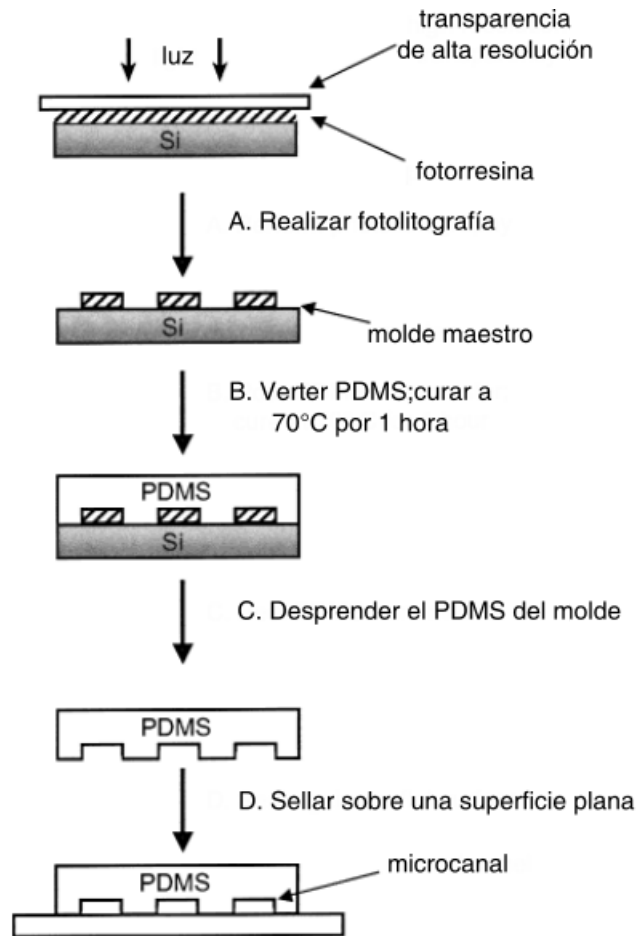 transparencia
de alta resolución
luz
Si
fotorresina
A. Realizar fotolitografía
Si
molde maestro
B. Verter PDMS;curar a
70°C por 1 hora
PDMS
Si
C. Desprender el PDMS del molde
PDMS
D. Sellar sobre una superficie plana
microcanal
PDMS